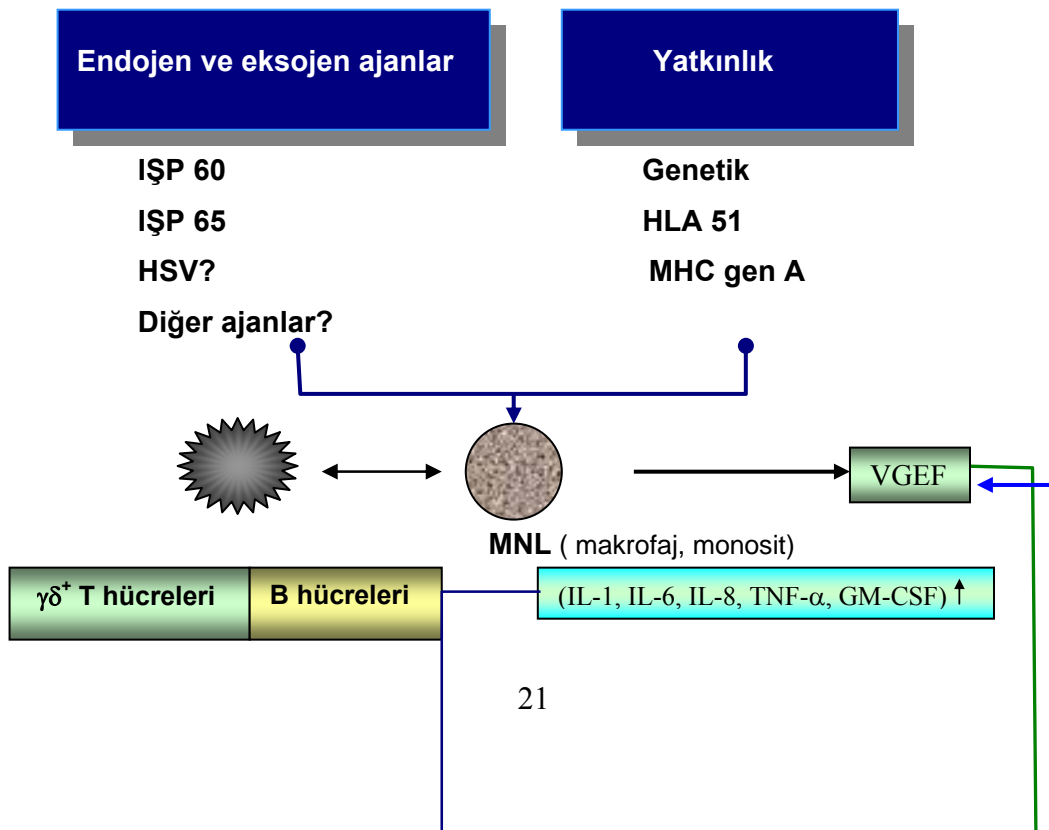 Endojen ve eksojen ajanlar
Yatkınlık
IŞP 60
Genetik
IŞP 65
HLA 51
HSV?
MHC gen A
Diğer ajanlar?
VGEF
MNL ( makrofaj, monosit)
γδ⁺ T hücreleri
B hücreleri
(IL-1, IL-6, IL-8, TNF-α, GM-CSF)
21